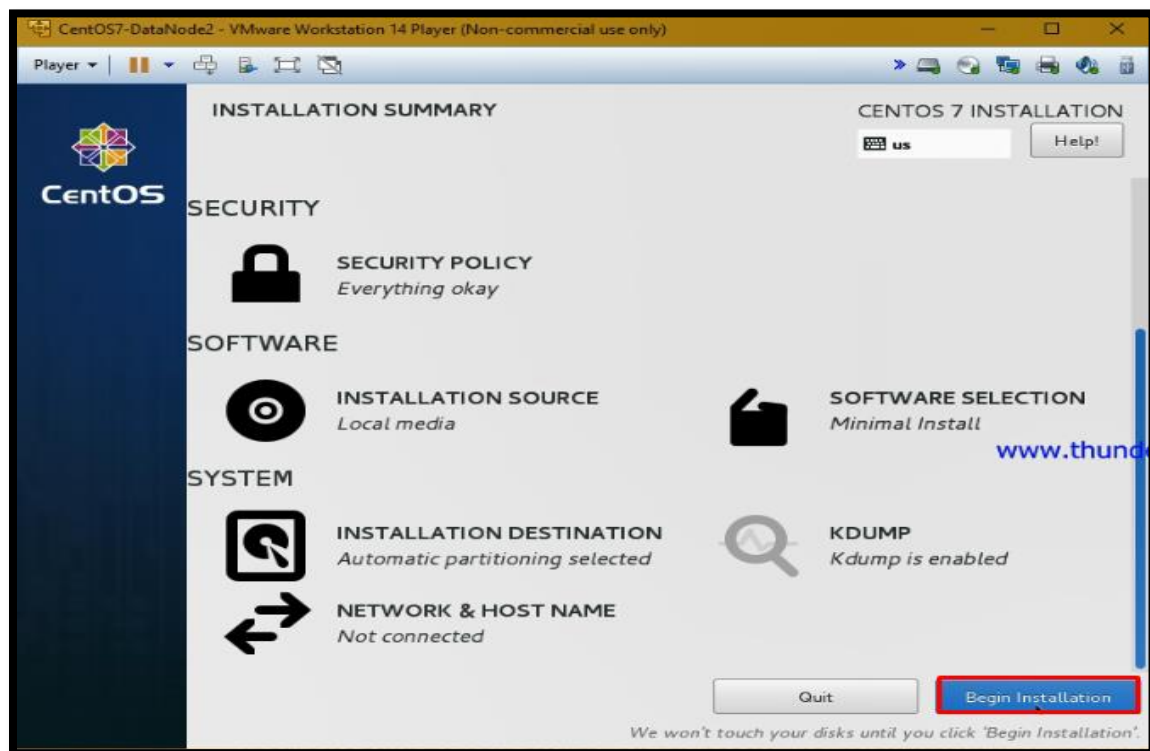 CentOS7-DataNode2 - VMware Workstation 14 Player (Non-commercial use only)
Player
INSTALLATION SUMMARY
CENTOS 7 INSTALLATION
us
Help!
CentOS
SECURITY
SECURITY POLICY
Everything okay
SOFTWARE
INSTALLATION SOURCE
Local media
SOFTWARE SELECTION
Minimal Install
www.thunde
SYSTEM
INSTALLATION DESTINATION
Automatic partitioning selected
KDUMP
Kdump is enabled
NETWORK & HOST NAME
Not connected
Quit
Begin Installation
We won't touch your disks until you click 'Begin Installation'.